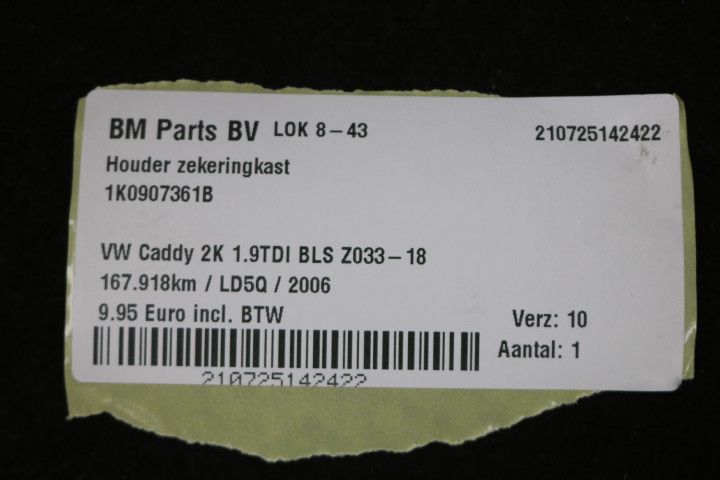 BM Parts BV LOK 8-43 210725142422
Houder zekeringkast
1K0907361B
VW Caddy 2K 1.9TDI BLS Z033-18
167.918km / LD5Q / 2006
9.95 Euro incl. BTW
Verz: 10
Aantal: 1
210725142422